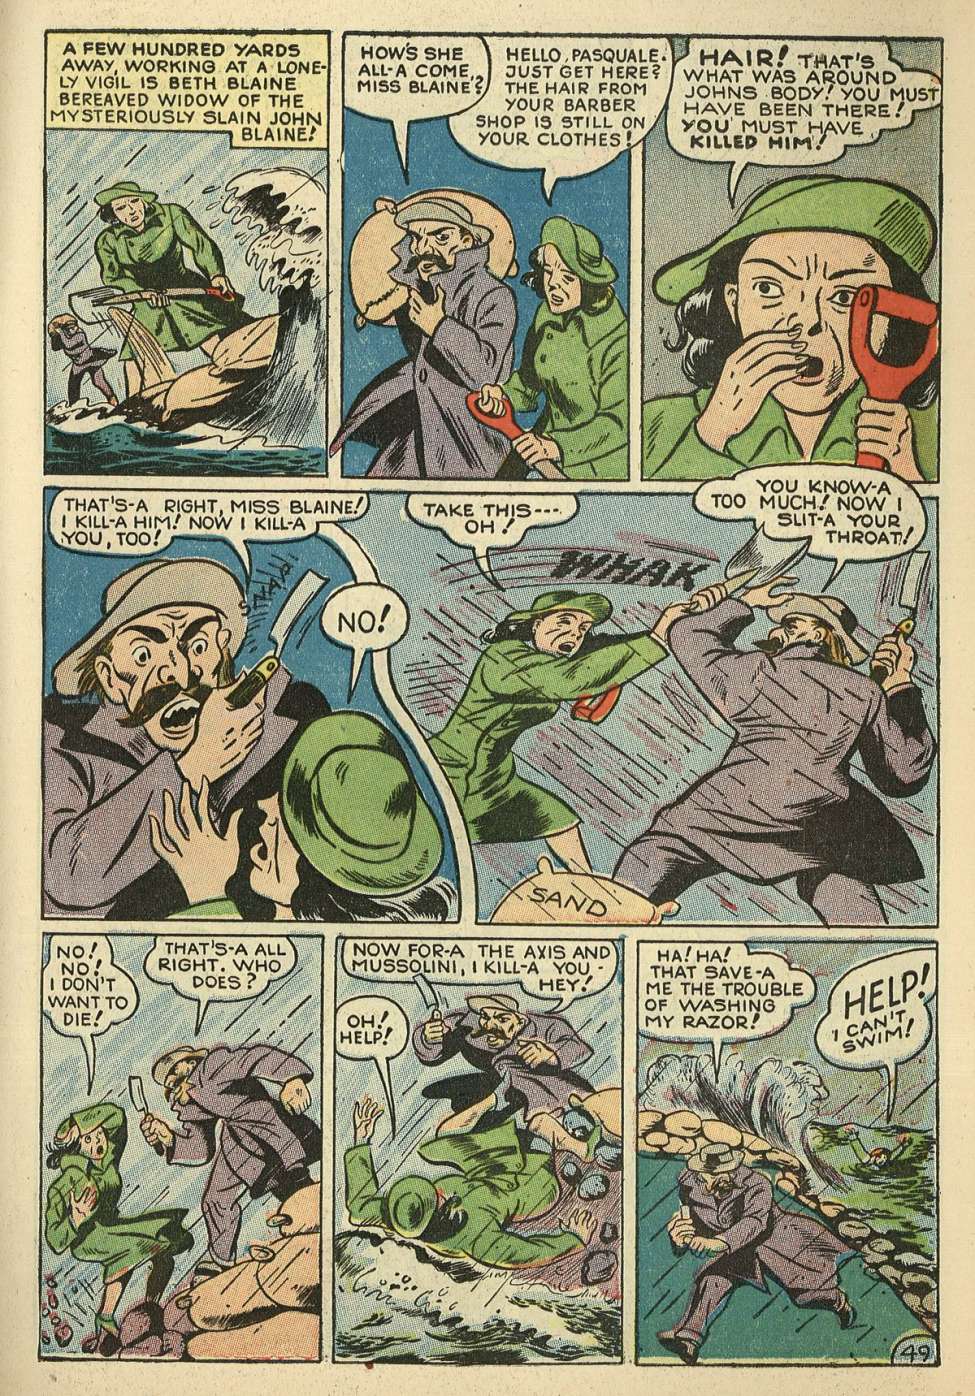 A FEW HUNDRED YARDS
AWAY, WORKING AT A LONE-
LY VIGIL IS BETH BLAINE
BEREAVED WIDOW OF THE
MYSTERIOUSLY SLAIN JOHN
BLAINE!
HOW'S SHE
ALL-A COME,
MISS BLAINE?
HELLO, PASQUALE.
JUST GET HERE?
THE HAIR FROM
YOUR BARBER
SHOP IS STILL ON
YOUR CLOTHES!
HAIR! THAT'S
WHAT WAS AROUND
JOHNS BODY! YOU MUST
HAVE BEEN THERE!
YOU MUST HAVE
KILLED HIM!
THAT'S-A RIGHT, MISS BLAINE!
I KILL-A HIM! NOW I KILL-A
YOU, TOO!
SNAP!
NO!
TAKE THIS---
OH!
WHAK
YOU KNOW-A
TOO MUCH! NOW I
SLIT-A YOUR
THROAT!
SAND
NO!
NO!
I DON'T
WANT TO
DIE!
THAT'S-A ALL
RIGHT. WHO
DOES?
NOW FOR-A THE AXIS AND
MUSSOLINI, I KILL-A YOU-
HEY!
OH!
HELP!
HA! HA!
THAT SAVE-A
ME THE TROUBLE
OF WASHING
MY RAZOR!
HELP!
I CAN'T
SWIM!
49